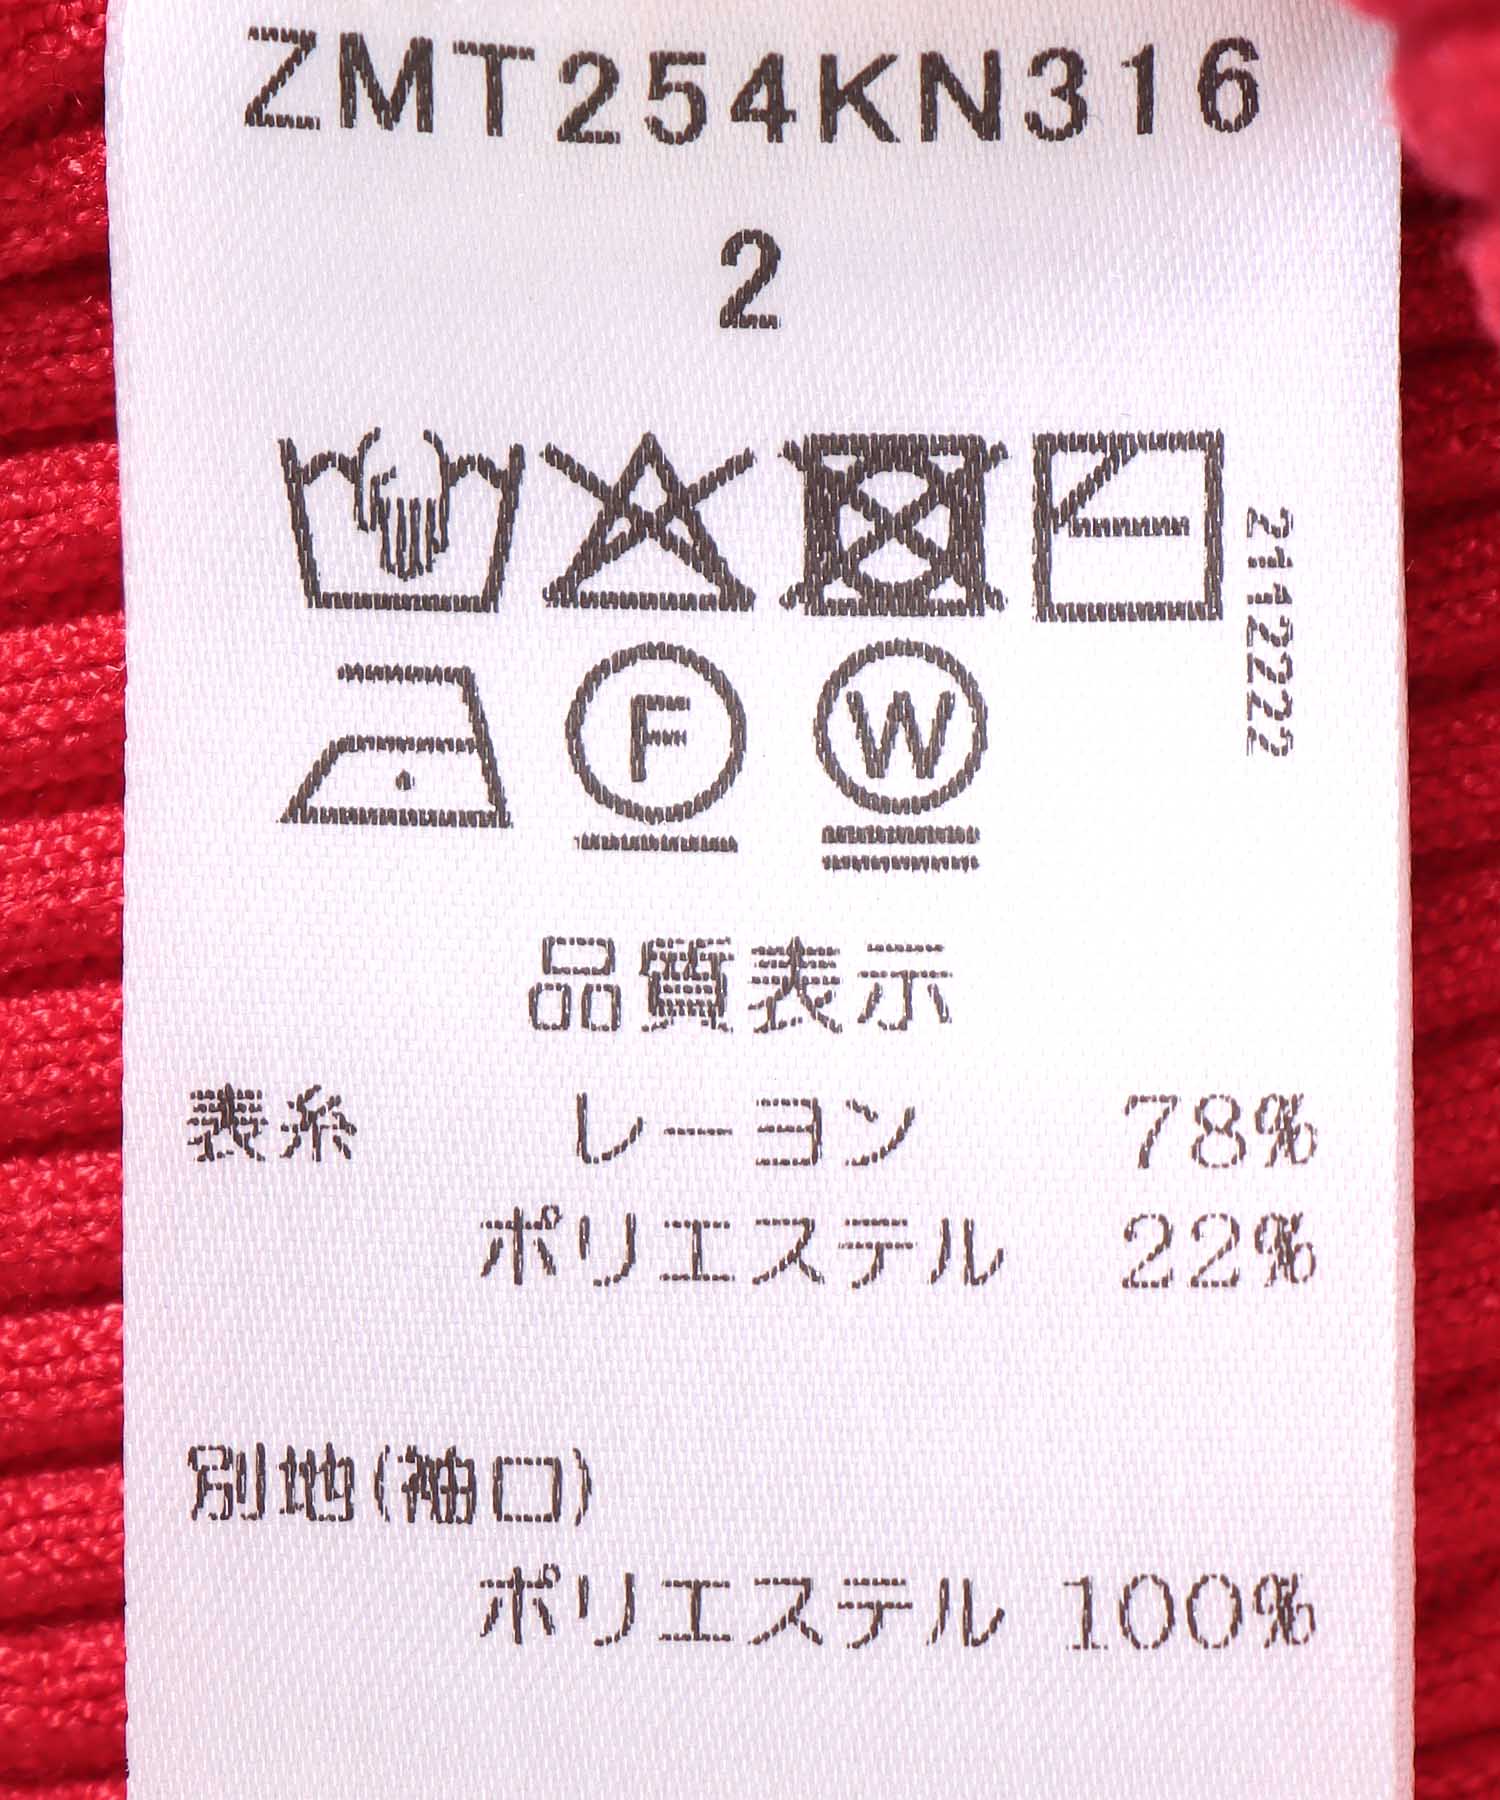 ZMT254KN316
2
2112222
F W
品質表示
表糸 レーヨン 78%
ポリエステル 22%
別地(袖口)
ポリエステル 100%